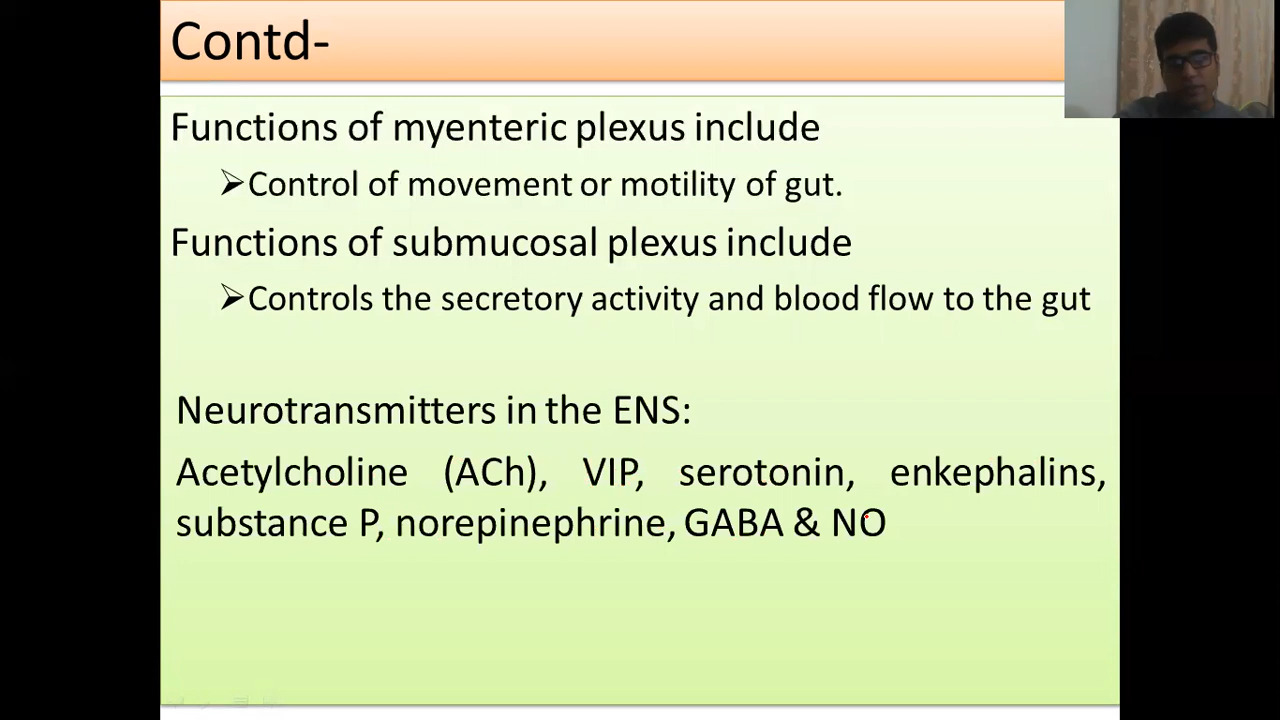 Contd-
Functions of myenteric plexus include
➢Control of movement or motility of gut.
Functions of submucosal plexus include
➢Controls the secretory activity and blood flow to the gut
Neurotransmitters in the ENS:
Acetylcholine (ACh), VIP, serotonin, enkephalins,
substance P, norepinephrine, GABA & NO